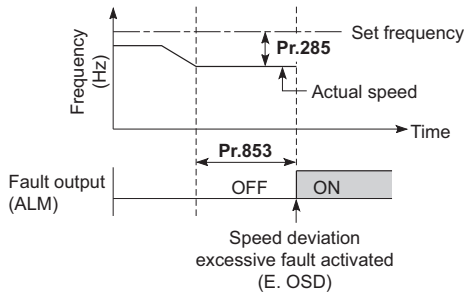 Set frequency
Pr.285
Frequency
(Hz)
Actual speed
Time
Pr.853
Fault output
(ALM)
OFF
ON
Speed deviation
excessive fault activated
(E. OSD)